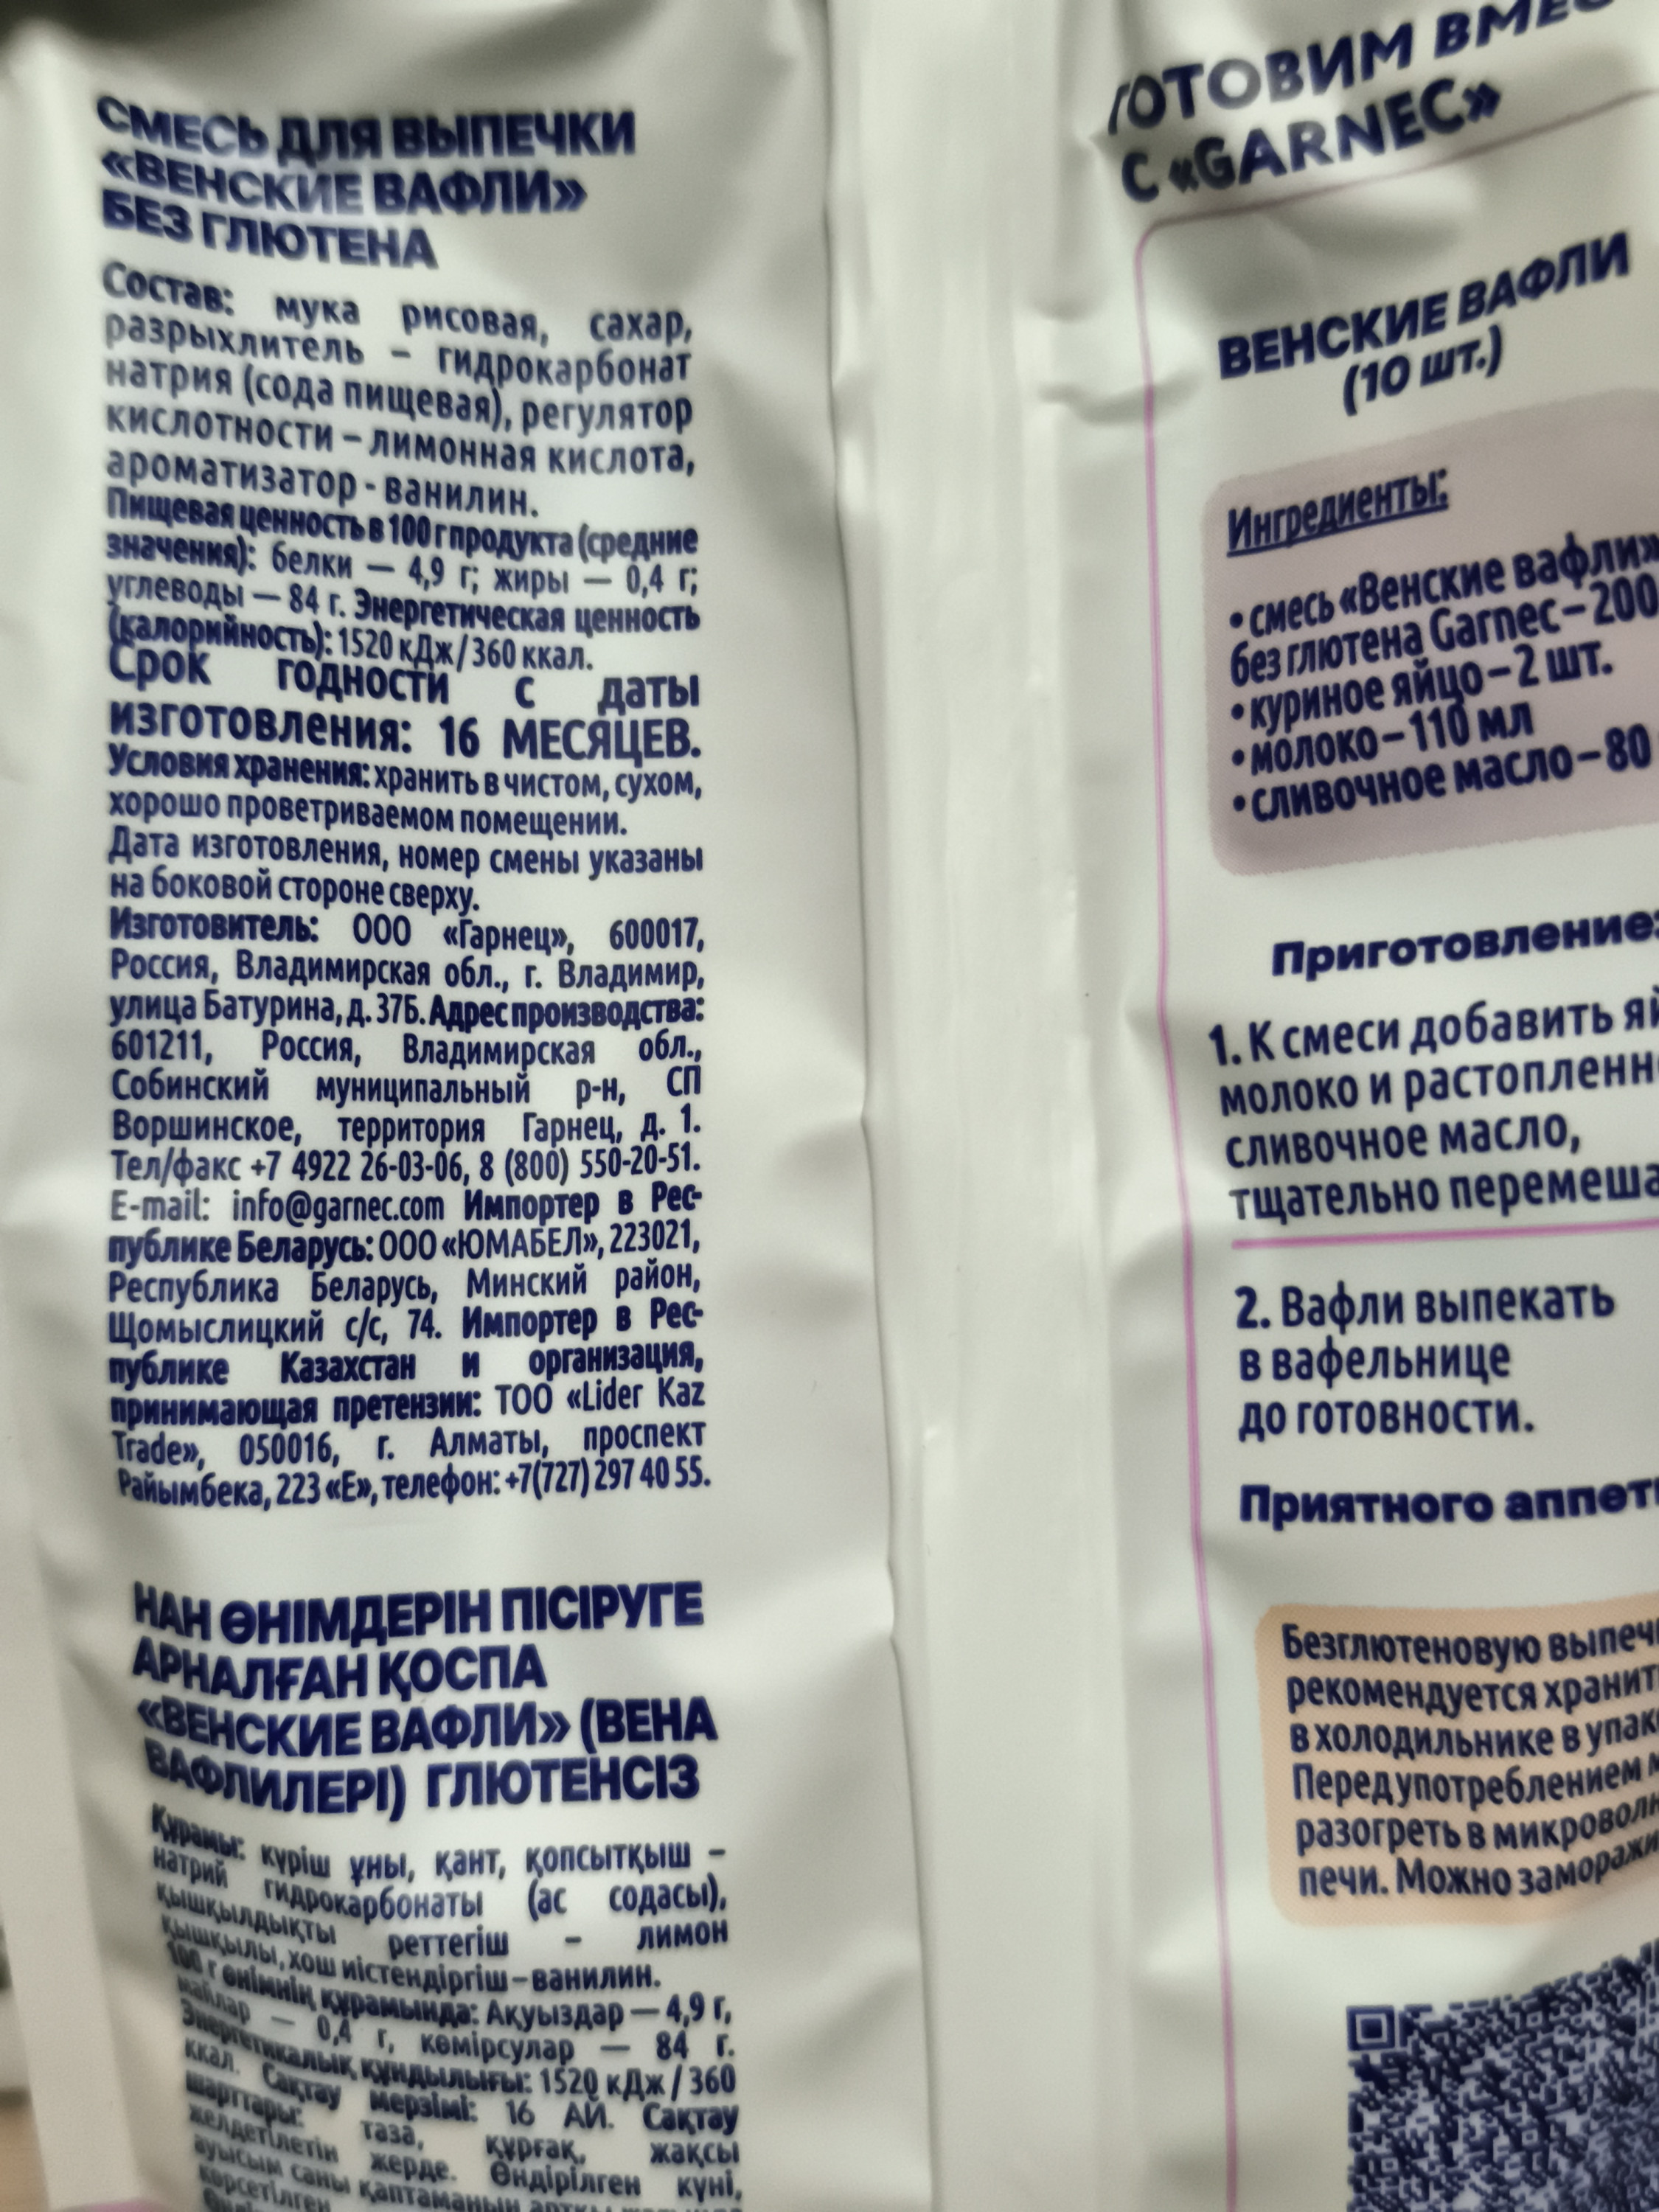 СМЕСЬ ДЛЯ ВЫПЕЧКИ
«ВЕНСКИЕ ВАФЛИ»
БЕЗ ГЛЮТЕНА
Состав: мука рисовая, сахар,
разрыхлитель – гидрокарбонат
натрия (сода пищевая), регулятор
кислотности – лимонная кислота,
ароматизатор - ванилин.
Пищевая ценность в 100 г продукта (средние
значения): белки — 4,9 г; жиры — 0,4 г;
углеводы — 84 г. Энергетическая ценность
(калорийность): 1520 кДж / 360 ккал.
Срок годности с даты
изготовления: 16 МЕСЯЦЕВ.
Условия хранения: хранить в чистом, сухом,
хорошо проветриваемом помещении.
Дата изготовления, номер смены указаны
на боковой стороне сверху.
Изготовитель: ООО «Гарнец», 600017,
Россия, Владимирская обл., г. Владимир,
улица Батурина, д. 37Б. Адрес производства:
601211, Россия, Владимирская обл.,
Собинский муниципальный р-н, СП
Воршинское, территория Гарнец, д. 1.
Тел/факс +7 4922 26-03-06, 8 (800) 550-20-51.
E-mail: info@garnec.com Импортер в Рес-
публике Беларусь: ООО «ЮМАБЕЛ», 223021,
Республика Беларусь, Минский район,
Щомыслицкий с/с, 74. Импортер в Рес-
публике Казахстан и организация,
принимающая претензии: ТОО «Lider Kaz
Trade», 050016, г. Алматы, проспект
Райымбека, 223 «Е», телефон: +7(727) 297 40 55.
НАН ӨНІМДЕРІН ПІСІРУГЕ
АРНАЛҒАН ҚОСПА
«ВЕНСКИЕ ВАФЛИ» (ВЕНА
ВАФЛИЛЕРІ) ГЛЮТЕНСІЗ
Құрамы: күріш ұны, қант, қопсытқыш –
натрий гидрокарбонаты (ас содасы),
қышқылдықты реттегіш – лимон
қышқылы, хош иістендіргіш – ванилин.
100 г өнімнің құрамында: Ақуыздар — 4,9 г,
майлар — 0,4 г, көмірсулар — 84 г.
Энергетикалық құндылығы: 1520 кДж / 360
ккал. Сақтау мерзімі: 16 АЙ. Сақтау
шарттары: таза, құрғақ, жақсы
желдетілетін жерде. Өндірілген күні,
ауысым саны қаптаманың артқы
көрсетілген
ГОТОВИМ
С «GARNEC»
ВЕНСКИЕ ВАФЛИ
(10 шт.)
Ингредиенты:
• смесь «Венские вафли»
без глютена Garnec – 200
• куриное яйцо – 2 шт.
• молоко – 110 мл
• сливочное масло – 80
Приготовление:
1. К смеси добавить
молоко и
сливочное масло,
тщательно
2. Вафли выпекать
в вафельнице
до готовности.
Приятного
Безглютеновую
рекомендуется
в холодильнике в
Перед употреблением
разогреть в
печи. Можно